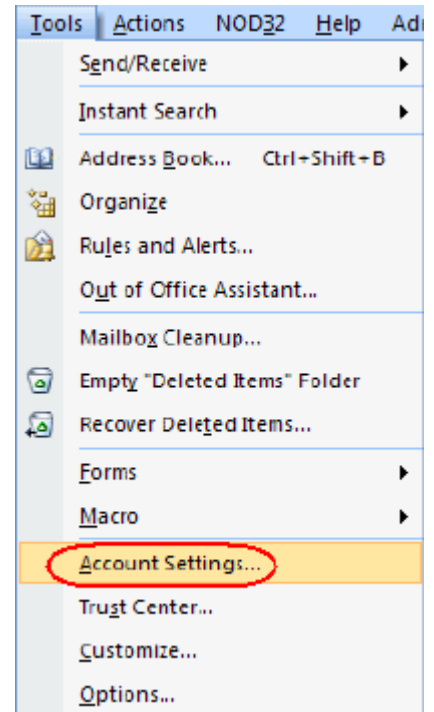 Tools Actions NOD32 Help Ad
Send/Receive
Instant Search
Address Book... Ctrl+Shift+B
Organize
Rules and Alerts...
Out of Office Assistant...
Mailbox Cleanup...
Empty "Deleted Items" Folder
Recover Deleted Items...
Forms
Macro
Account Settings...
Trust Center...
Customize...
Options...